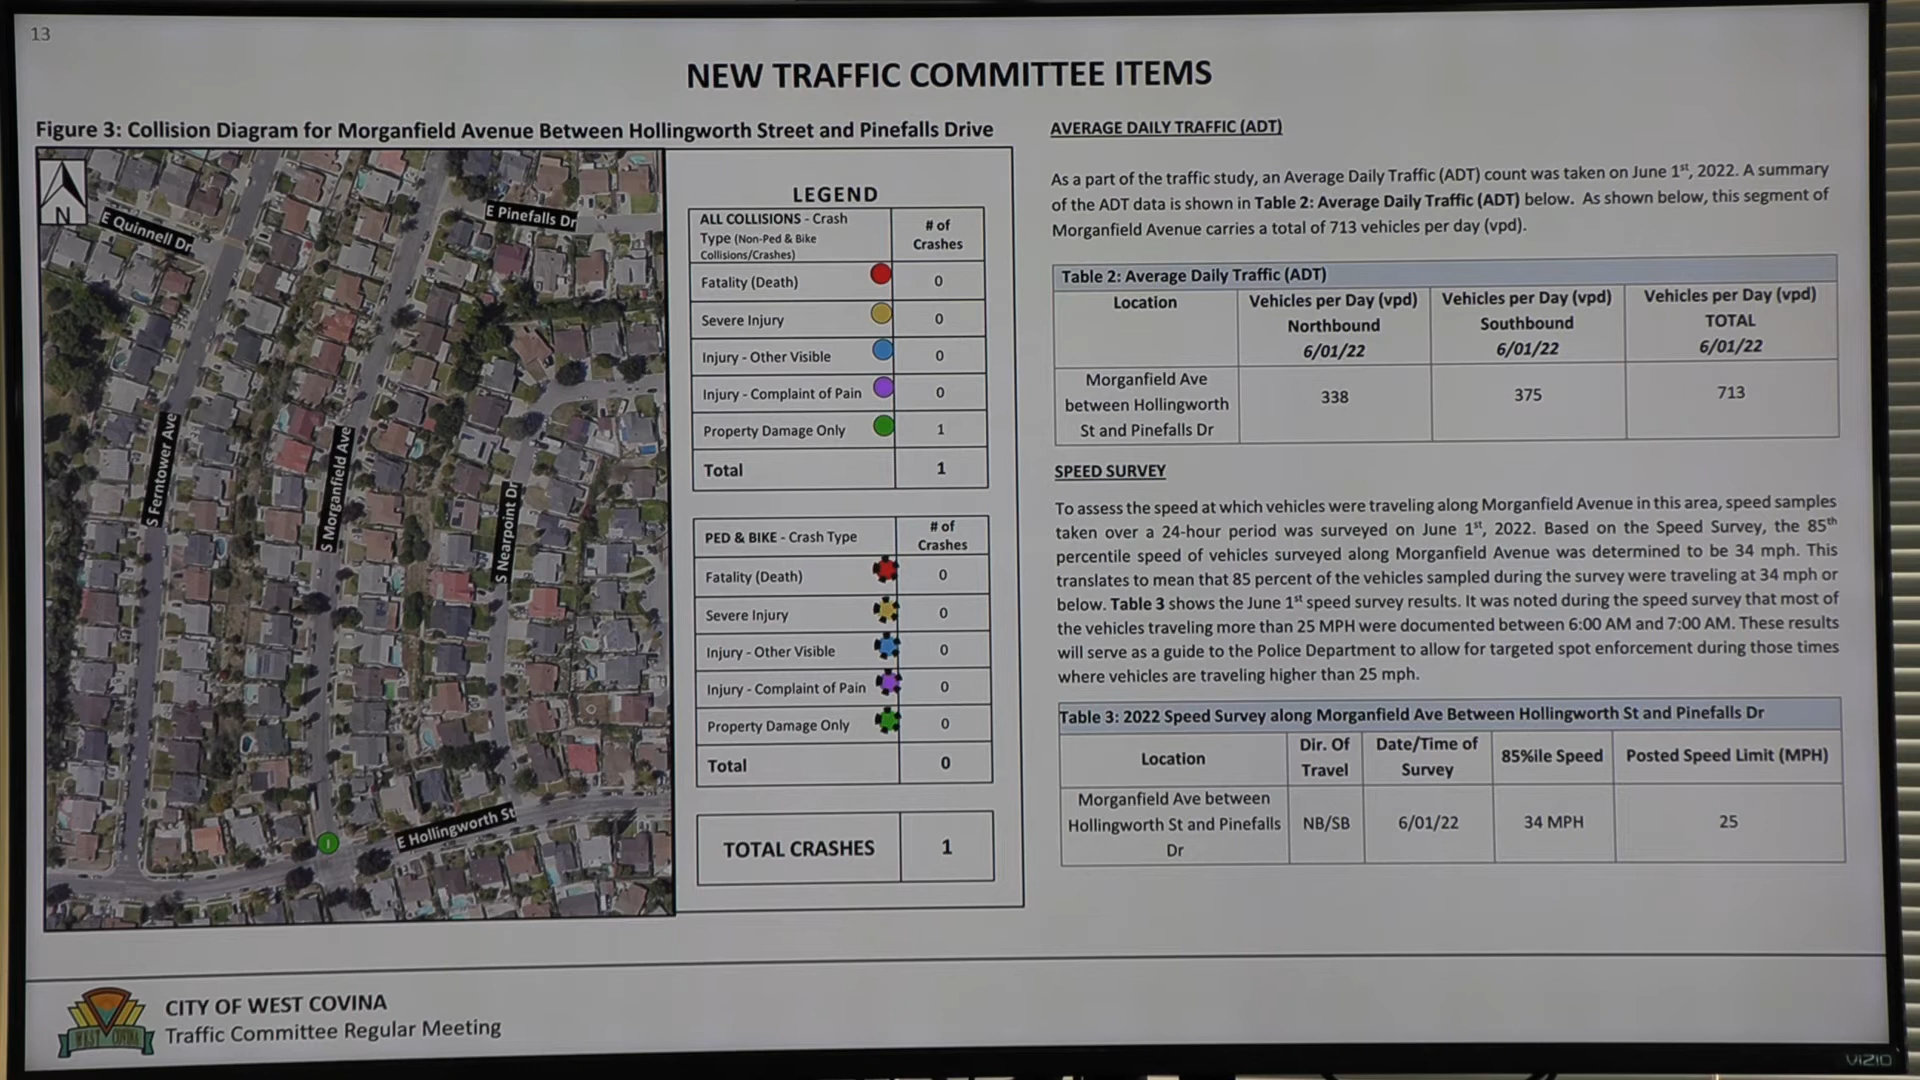 13
NEW TRAFFIC COMMITTEE ITEMS
Figure 3: Collision Diagram for Morganfield Avenue Between Hollingworth Street and Pinefalls Drive
N
E Quinnell Dr
E Pinefalls Dr
S Ferntower Ave
S Morganfield Ave
S Nearpoint Dr
E Hollingworth St
1
LEGEND
ALL COLLISIONS - Crash
Type (Non-Ped & Bike
Collisions/Crashes)
# of
Crashes
Fatality (Death) 0
Severe Injury 0
Injury - Other Visible 0
Injury - Complaint of Pain 0
Property Damage Only 1
Total 1
PED & BIKE - Crash Type
# of
Crashes
Fatality (Death) 0
Severe Injury 0
Injury - Other Visible 0
Injury - Complaint of Pain 0
Property Damage Only 0
Total 0
TOTAL CRASHES 1
AVERAGE DAILY TRAFFIC (ADT)
As a part of the traffic study, an Average Daily Traffic (ADT) count was taken on June 1st, 2022. A summary
of the ADT data is shown in Table 2: Average Daily Traffic (ADT) below. As shown below, this segment of
Morganfield Avenue carries a total of 713 vehicles per day (vpd).
Table 2: Average Daily Traffic (ADT)
Location
Vehicles per Day (vpd)
Northbound
6/01/22
Vehicles per Day (vpd)
Southbound
6/01/22
Vehicles per Day (vpd)
TOTAL
6/01/22
Morganfield Ave
between Hollingworth
St and Pinefalls Dr
338
375
713
SPEED SURVEY
To assess the speed at which vehicles were traveling along Morganfield Avenue in this area, speed samples
taken over a 24-hour period was surveyed on June 1st, 2022. Based on the Speed Survey, the 85th
percentile speed of vehicles surveyed along Morganfield Avenue was determined to be 34 mph. This
translates to mean that 85 percent of the vehicles sampled during the survey were traveling at 34 mph or
below. Table 3 shows the June 1st speed survey results. It was noted during the speed survey that most of
the vehicles traveling more than 25 MPH were documented between 6:00 AM and 7:00 AM. These results
will serve as a guide to the Police Department to allow for targeted spot enforcement during those times
where vehicles are traveling higher than 25 mph.
Table 3: 2022 Speed Survey along Morganfield Ave Between Hollingworth St and Pinefalls Dr
Location
Dir. Of
Travel
Date/Time of
Survey
85%ile Speed
Posted Speed Limit (MPH)
Morganfield Ave between
Hollingworth St and Pinefalls
Dr
NB/SB
6/01/22
34 MPH
25
WEST COVINA
CITY OF WEST COVINA
Traffic Committee Regular Meeting
VIZIO